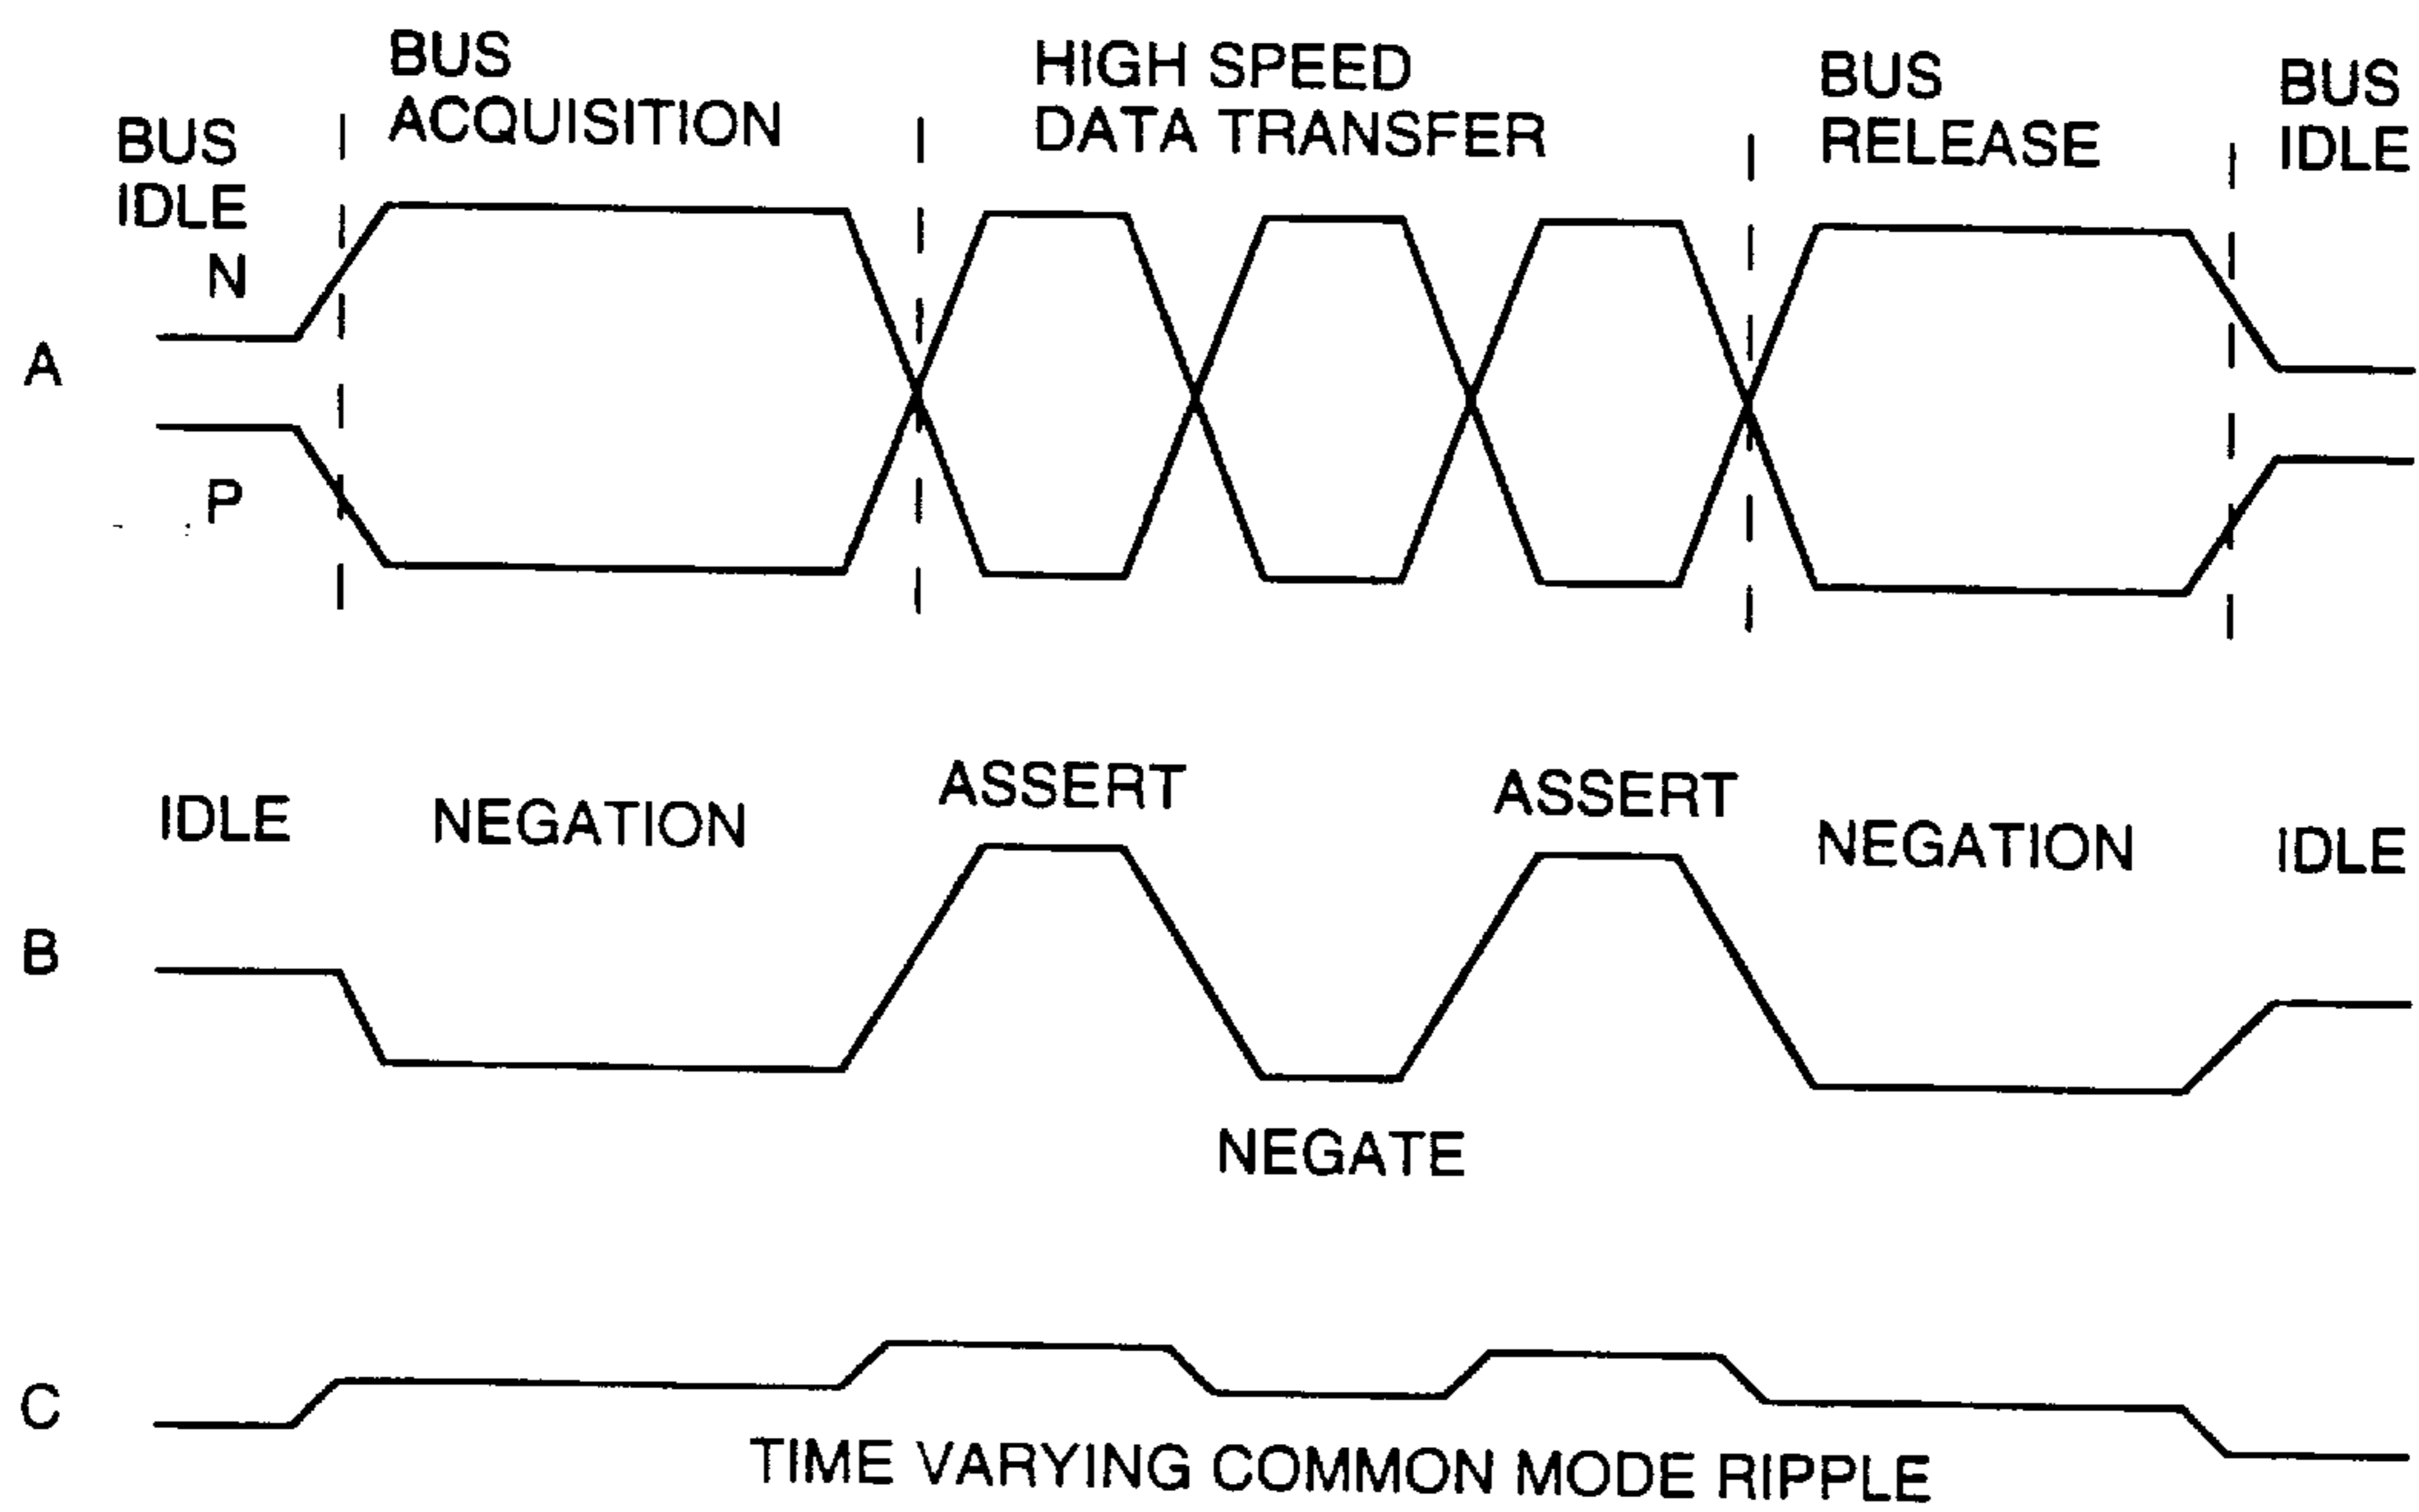 BUS
ACQUISITION
HIGH SPEED
DATA TRANSFER
BUS
RELEASE
BUS
IDLE
BUS
IDLE
N
A
P
ASSERT
ASSERT
IDLE
NEGATION
NEGATION
IDLE
B
NEGATE
C
TIME VARYING COMMON MODE RIPPLE